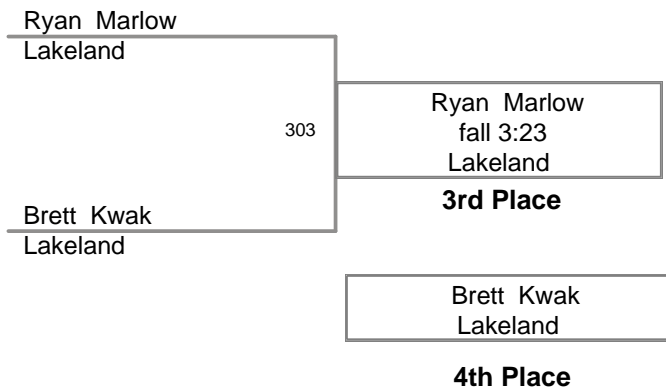 Ryan Marlow
Lakeland
303
Ryan Marlow
fall 3:23
Lakeland
3rd Place
Brett Kwak
Lakeland
Brett Kwak
Lakeland
4th Place